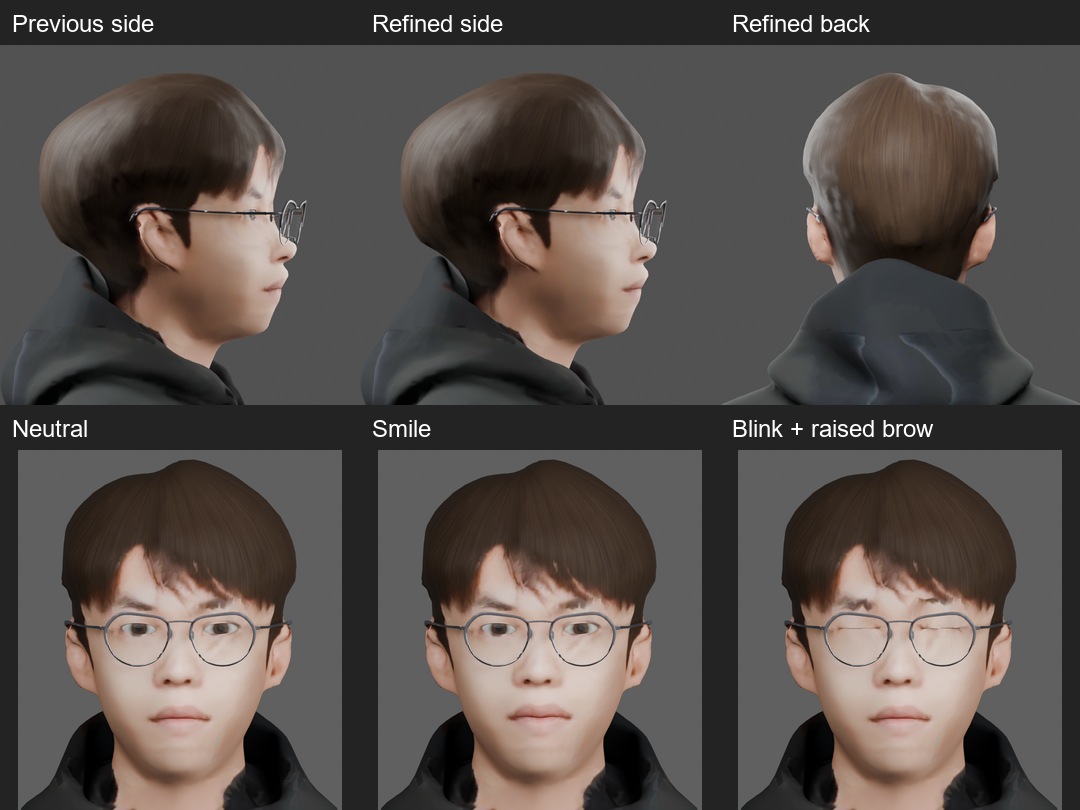 Previous side
Refined side
Refined back
Neutral
Smile
Blink + raised brow